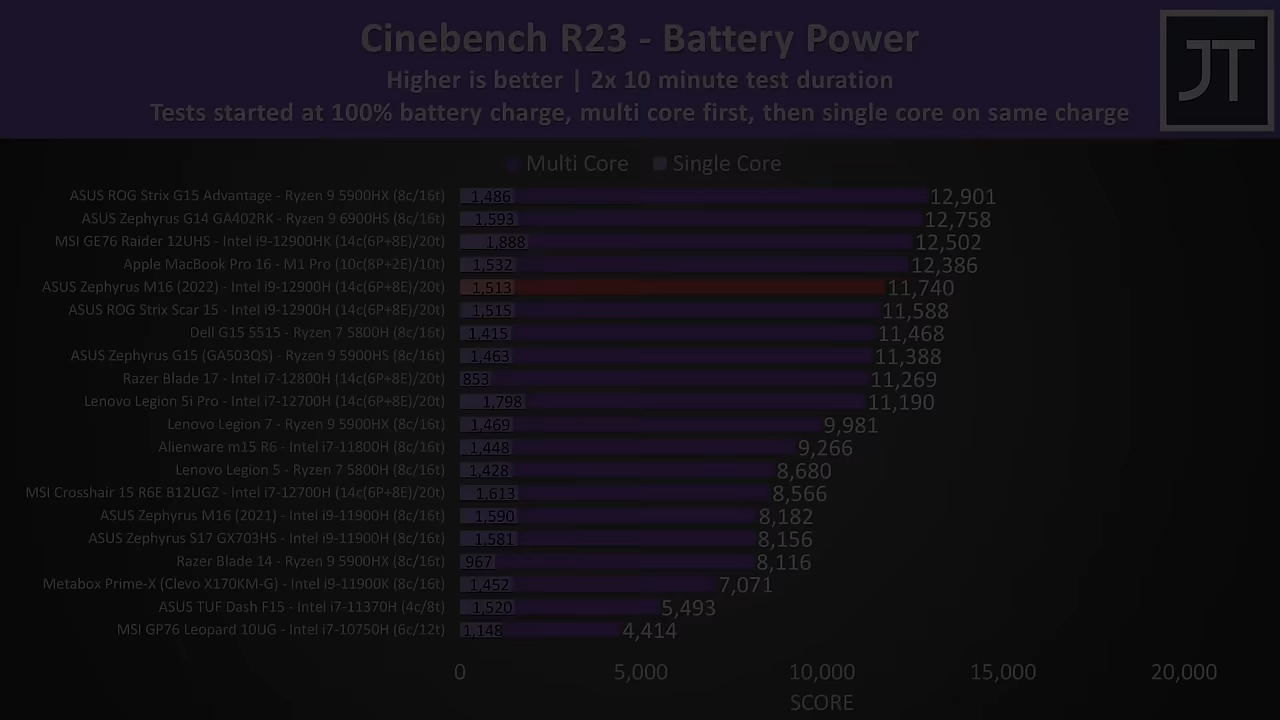 Cinebench R23 - Battery Power
Higher is better | 2x 10 minute test duration
Tests started at 100% battery charge, multi core first, then single core on same charge
JT
Multi Core Single Core
ASUS ROG Strix G15 Advantage - Ryzen 9 5900HX (8c/16t) 1,486 12,901
ASUS Zephyrus G14 GA402RK - Ryzen 9 6900HS (8c/16t) 1,593 12,758
MSI GE76 Raider 12UHS - Intel i9-12900HK (14c(6P+8E)/20t) 1,888 12,502
Apple MacBook Pro 16 - M1 Pro (10c(8P+2E)/10t) 1,532 12,386
ASUS Zephyrus M16 (2022) - Intel i9-12900H (14c(6P+8E)/20t) 1,513 11,740
ASUS ROG Strix Scar 15 - Intel i9-12900H (14c(6P+8E)/20t) 1,515 11,588
Dell G15 5515 - Ryzen 7 5800H (8c/16t) 1,415 11,468
ASUS Zephyrus G15 (GA503QS) - Ryzen 9 5900HS (8c/16t) 1,463 11,388
Razer Blade 17 - Intel i7-12800H (14c(6P+8E)/20t) 853 11,269
Lenovo Legion 5i Pro - Intel i7-12700H (14c(6P+8E)/20t) 1,798 11,190
Lenovo Legion 7 - Ryzen 9 5900HX (8c/16t) 1,469 9,981
Alienware m15 R6 - Intel i7-11800H (8c/16t) 1,448 9,266
Lenovo Legion 5 - Ryzen 7 5800H (8c/16t) 1,428 8,680
MSI Crosshair 15 R6E B12UGZ - Intel i7-12700H (14c(6P+8E)/20t) 1,613 8,566
ASUS Zephyrus M16 (2021) - Intel i9-11900H (8c/16t) 1,590 8,182
ASUS Zephyrus S17 GX703HS - Intel i9-11900H (8c/16t) 1,581 8,156
Razer Blade 14 - Ryzen 9 5900HX (8c/16t) 967 8,116
Metabox Prime-X (Clevo X170KM-G) - Intel i9-11900K (8c/16t) 1,452 7,071
ASUS TUF Dash F15 - Intel i7-11370H (4c/8t) 1,520 5,493
MSI GP76 Leopard 10UG - Intel i7-10750H (6c/12t) 1,148 4,414
0 5,000 10,000 15,000 20,000
SCORE